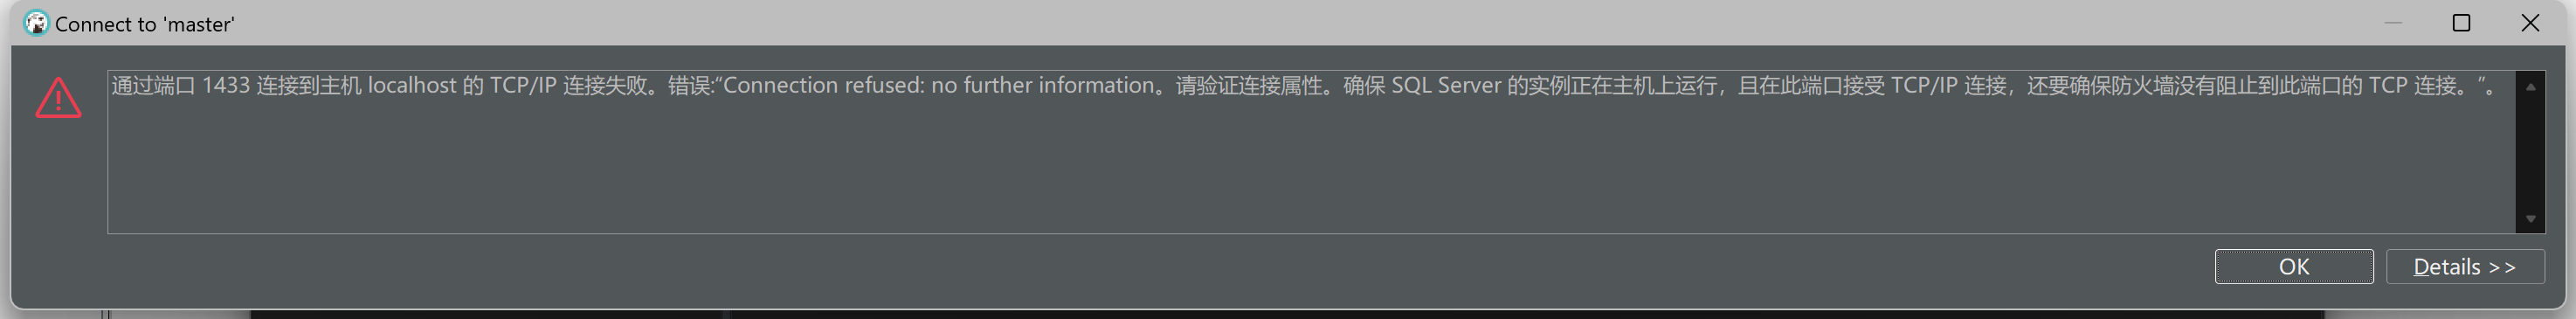 Connect to 'master'
通过端口 1433 连接到主机 localhost 的 TCP/IP 连接失败。错误:“Connection refused: no further information。请验证连接属性。确保 SQL Server 的实例正在主机上运行，且在此端口接受 TCP/IP 连接，还要确保防火墙没有阻止到此端口的 TCP 连接。”。
OK
Details >>